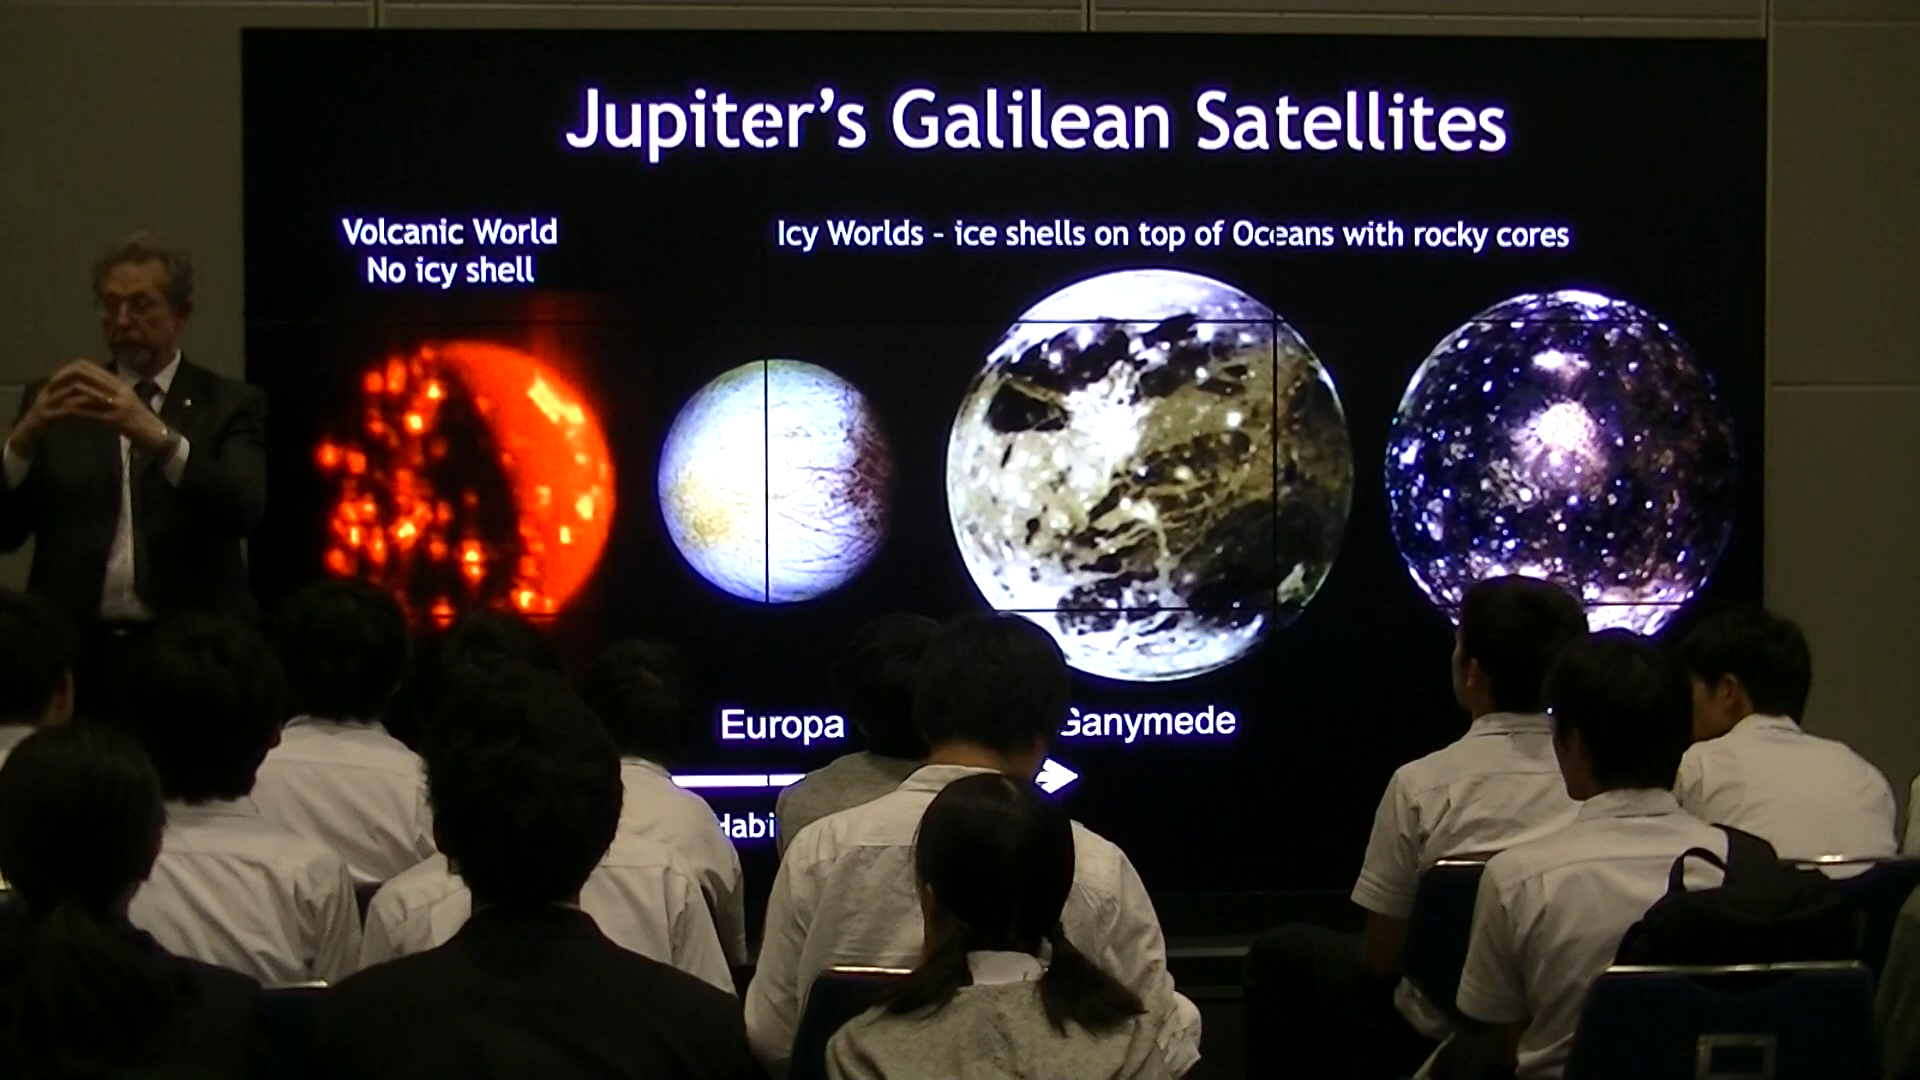 Jupiter's Galilean Satellites
Volcanic World
No icy shell
Icy Worlds - ice shells on top of Oceans with rocky cores
Europa
Ganymede